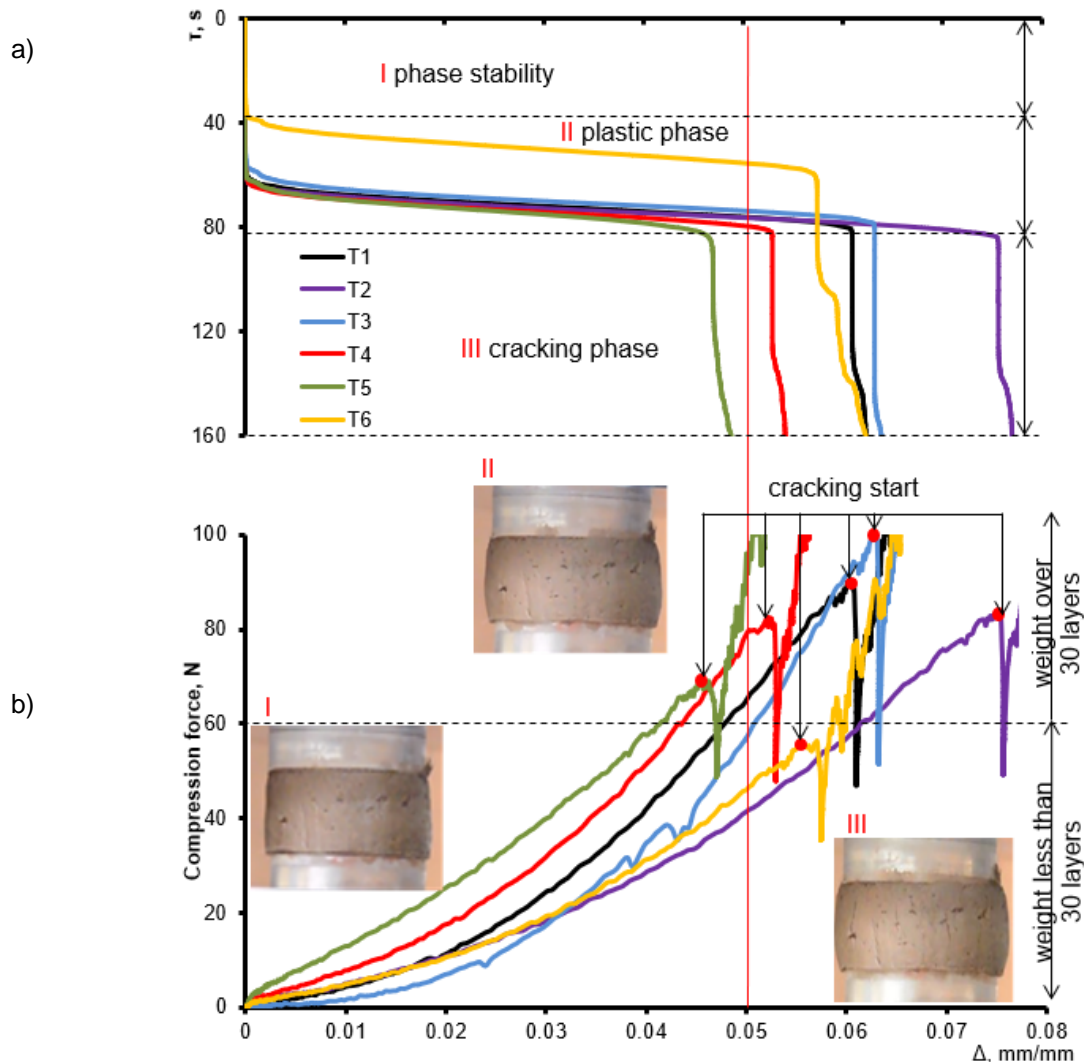 a)
τ, s
0
40
80
120
160
I phase stability
II plastic phase
III cracking phase
T1
T2
T3
T4
T5
T6
b)
Compression force, N
100
80
60
40
20
0
II
I
III
cracking start
weight over
30 layers
weight less than
30 layers
0 0.01 0.02 0.03 0.04 0.05 0.06 0.07 0.08
Δ, mm/mm